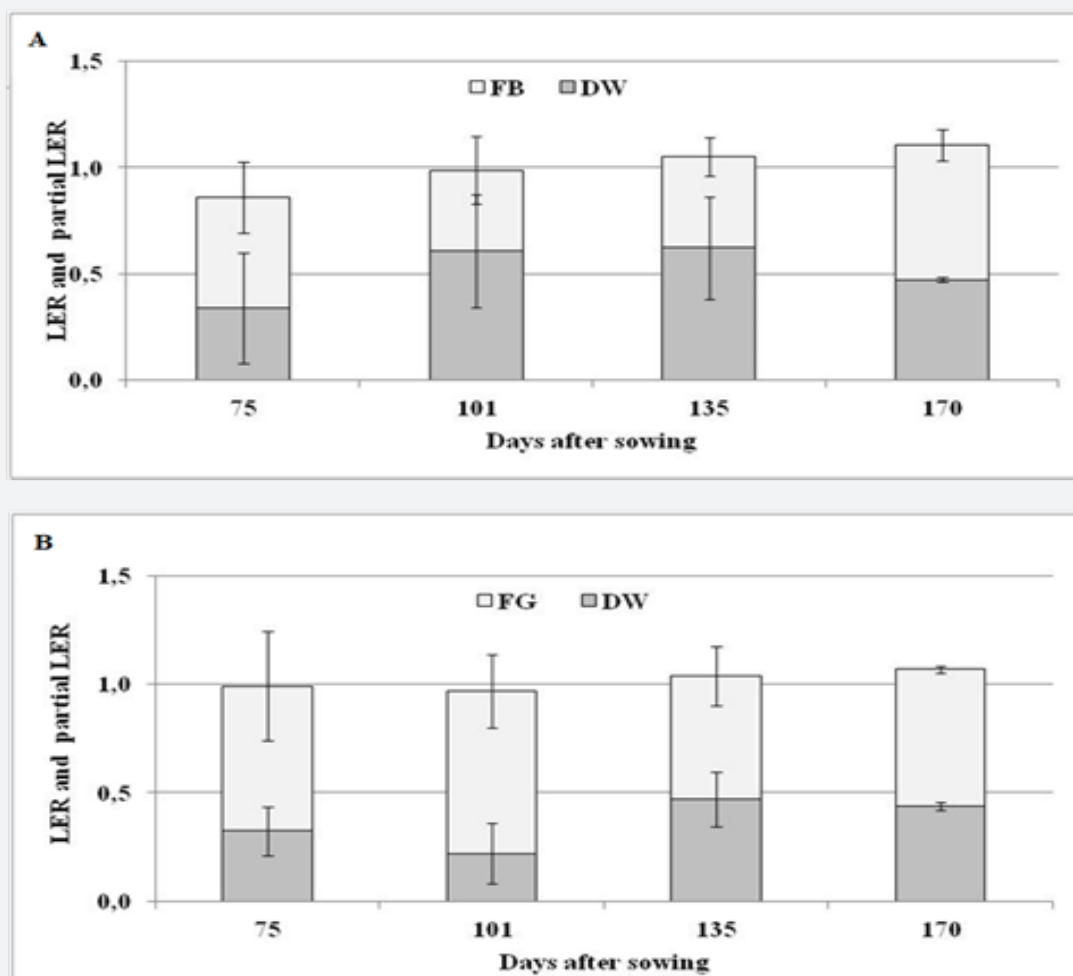 A
1,5
FB DW
1,0
0,5
0,0
LER and partial LER
75 101 135 170
Days after sowing
B
1,5
FG DW
1,0
0,5
0,0
LER and partial LER
75 101 135 170
Days after sowing